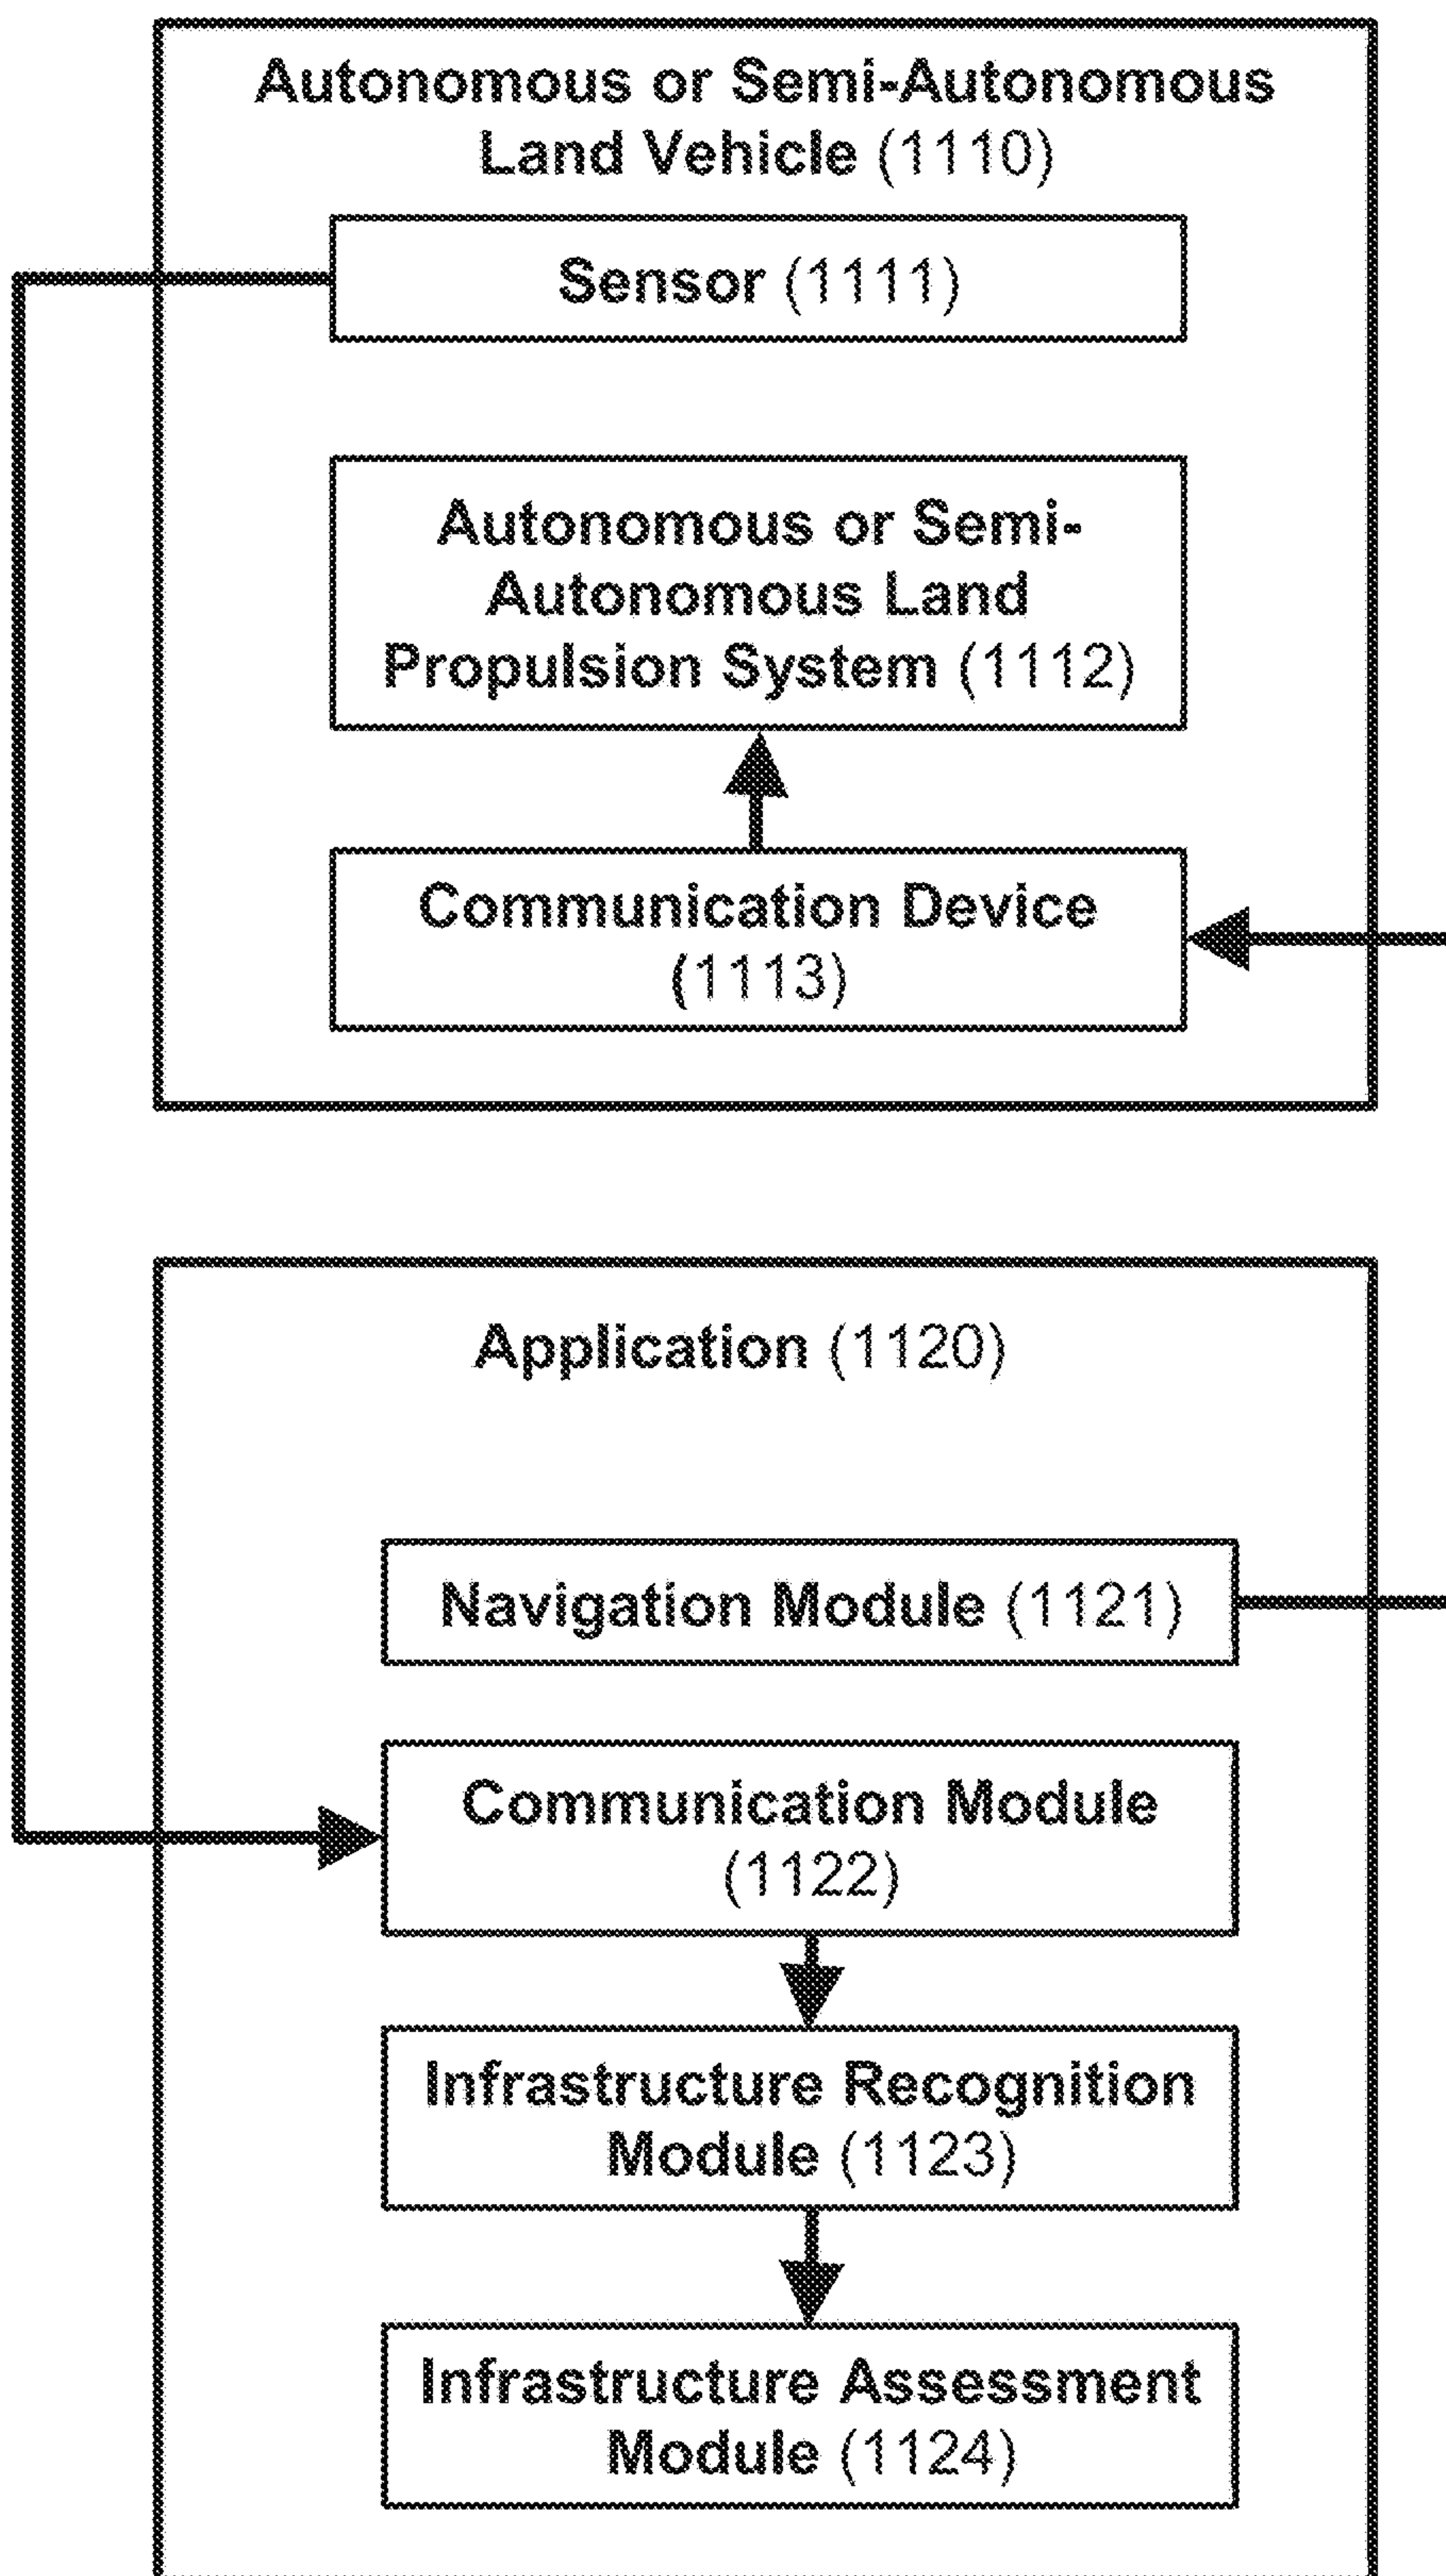 Autonomous or Semi-Autonomous
Land Vehicle (1110)
Sensor (1111)
Autonomous or Semi-
Autonomous Land
Propulsion System (1112)
Communication Device
(1113)
Application (1120)
Navigation Module (1121)
Communication Module
(1122)
Infrastructure Recognition
Module (1123)
Infrastructure Assessment
Module (1124)